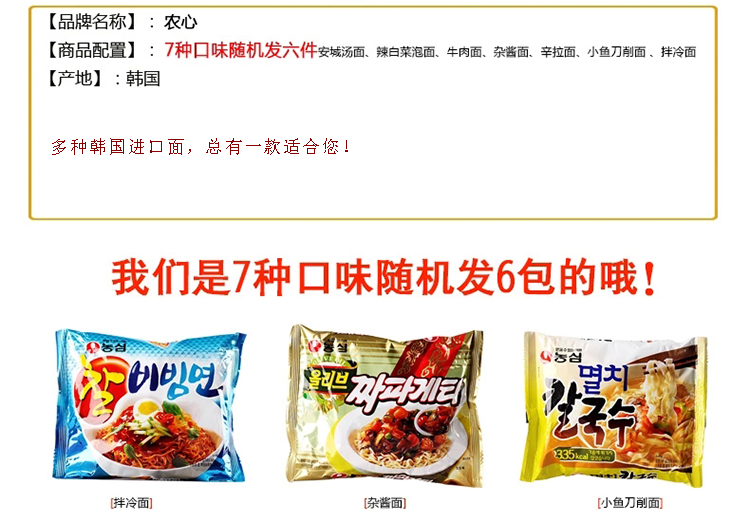 【品牌名称】： 农心
【商品配置】： 7种口味随机发六件安城汤面、辣白菜泡面、牛肉面、杂酱面、辛拉面、小鱼刀削面 、拌冷面
【产地】：韩国
多种韩国进口面，总有一款适合您！
我们是7种口味随机发6包的哦！
농심
찰 비빔면
농심
올리브
짜파게티
농심
멸치
칼국수
335kcal
멸치 칼국수
[拌冷面]
[杂酱面]
[小鱼刀削面]